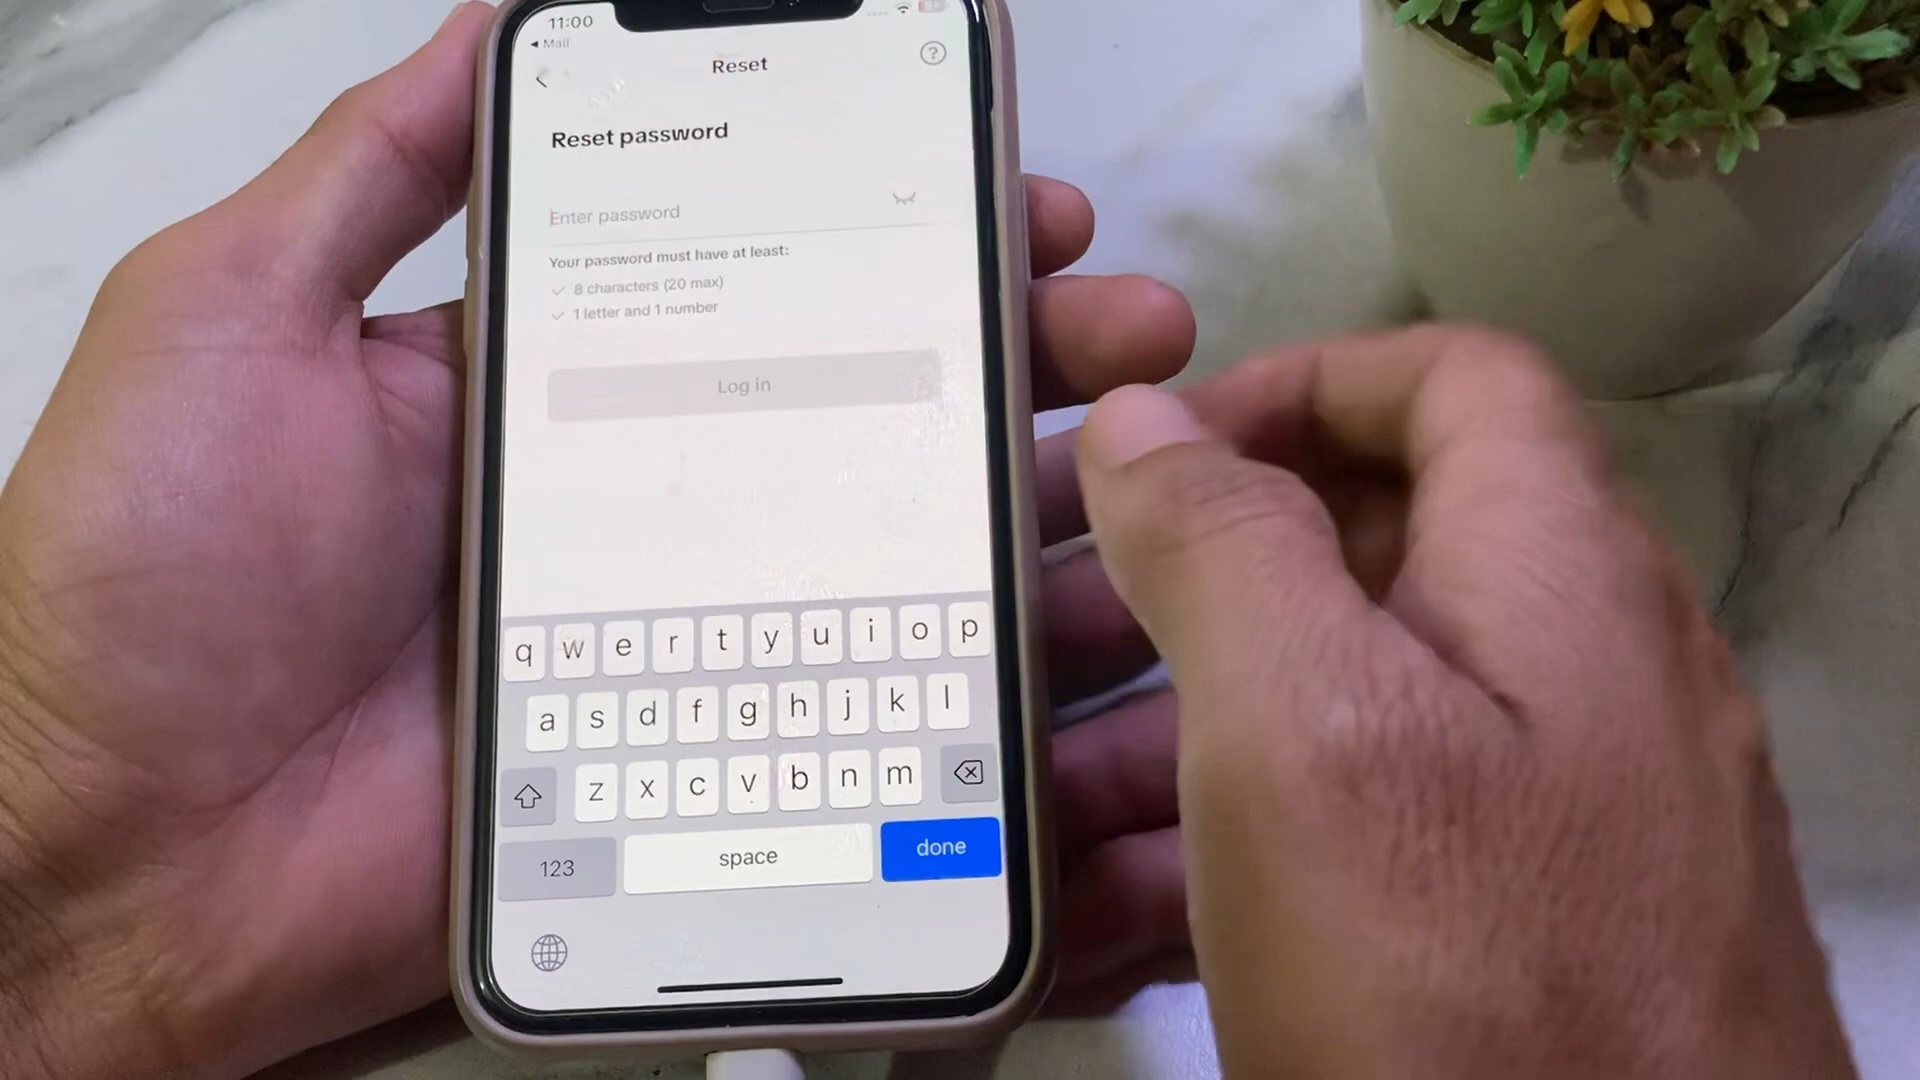 11:00
Mail
Reset
?
Reset password
Enter password
Your password must have at least:
8 characters (20 max)
1 letter and 1 number
Log in
q w e r t y u i o p
a s d f g h j k l
z x c v b n m
123 space done